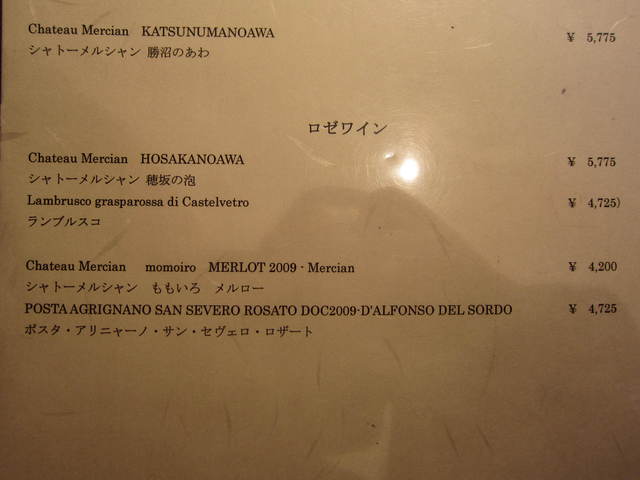 Chateau Mercian KATSUNUMANOAWA ¥ 5,775
シャトーメルシャン 勝沼のあわ
ロゼワイン
Chateau Mercian HOSAKANOAWA ¥ 5,775
シャトーメルシャン 穂坂の泡
Lambrusco grasparossa di Castelvetro ¥ 4,725)
ランブルスコ
Chateau Mercian momoiro MERLOT 2009 - Mercian ¥ 4,200
シャトーメルシャン ももいろ メルロー
POSTA AGRIGNANO SAN SEVERO ROSATO DOC2009-D'ALFONSO DEL SORDO ¥ 4,725
ポスタ・アリニャーノ・サン・セヴェロ・ロザート